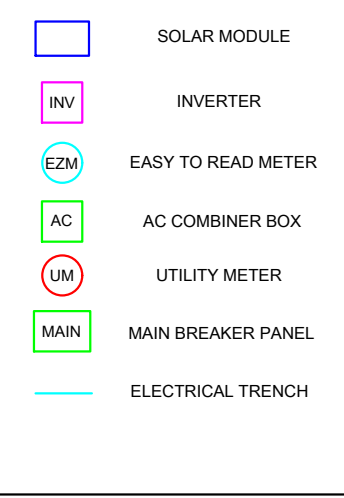 SOLAR MODULE
INV INVERTER
EZM EASY TO READ METER
AC AC COMBINER BOX
UM UTILITY METER
MAIN MAIN BREAKER PANEL
ELECTRICAL TRENCH